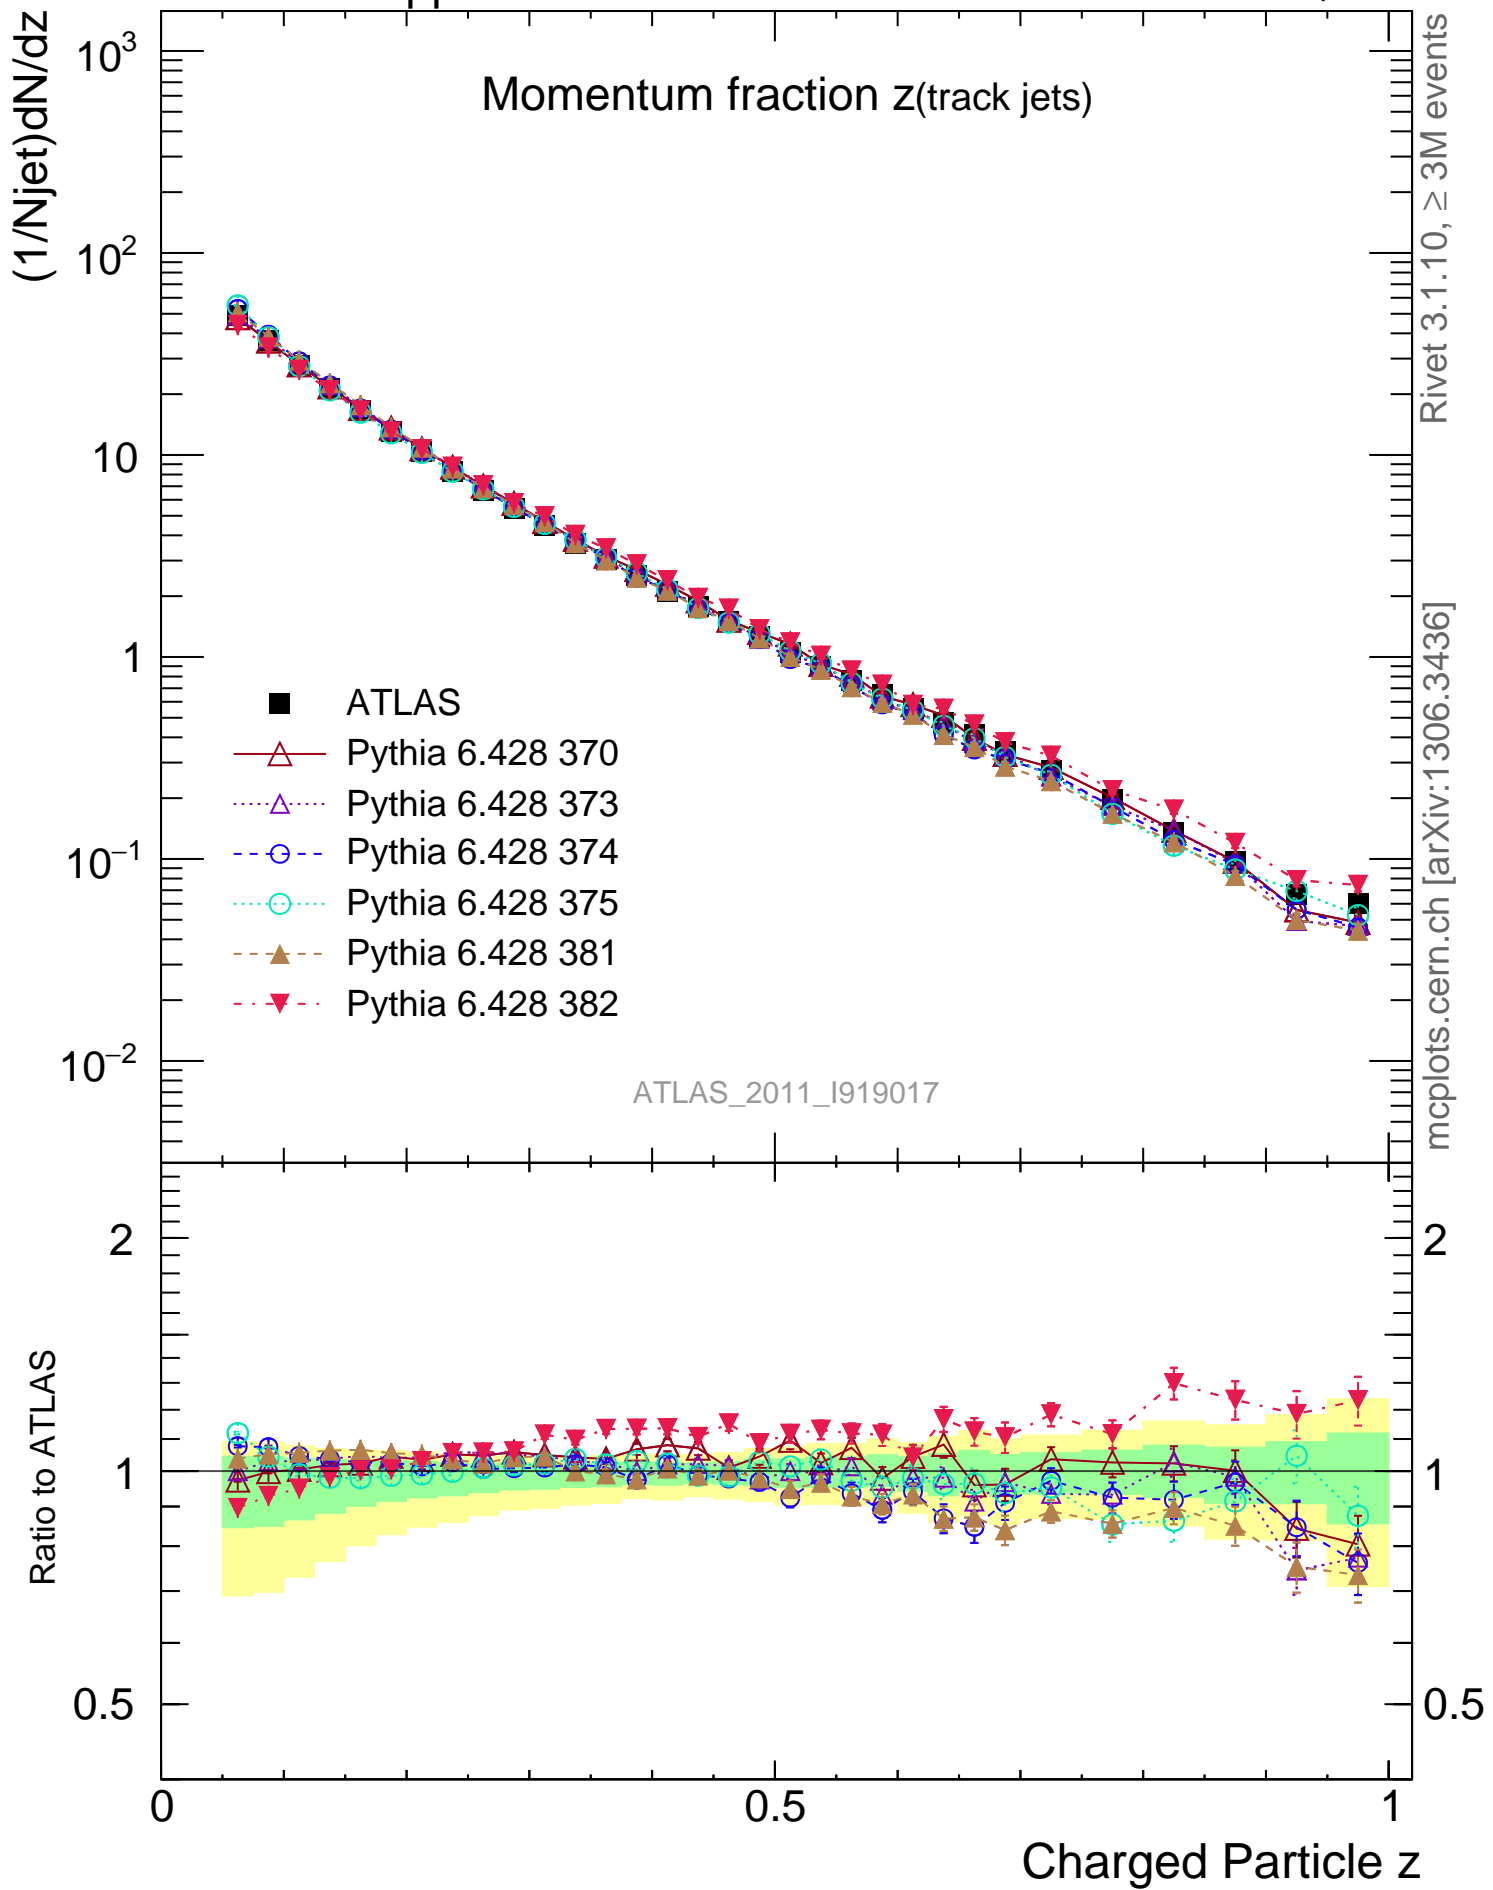 pp
(1/Njet)dN/dz
10³
10²
10
1
10⁻¹
10⁻²
Momentum fraction z(track jets)
ATLAS
Pythia 6.428 370
Pythia 6.428 373
Pythia 6.428 374
Pythia 6.428 375
Pythia 6.428 381
Pythia 6.428 382
ATLAS_2011_I919017
Rivet 3.1.10, ≥ 3M events
mcplots.cern.ch [arXiv:1306.3436]
Ratio to ATLAS
2
1
0.5
2
1
0.5
0
0.5
1
Charged Particle z